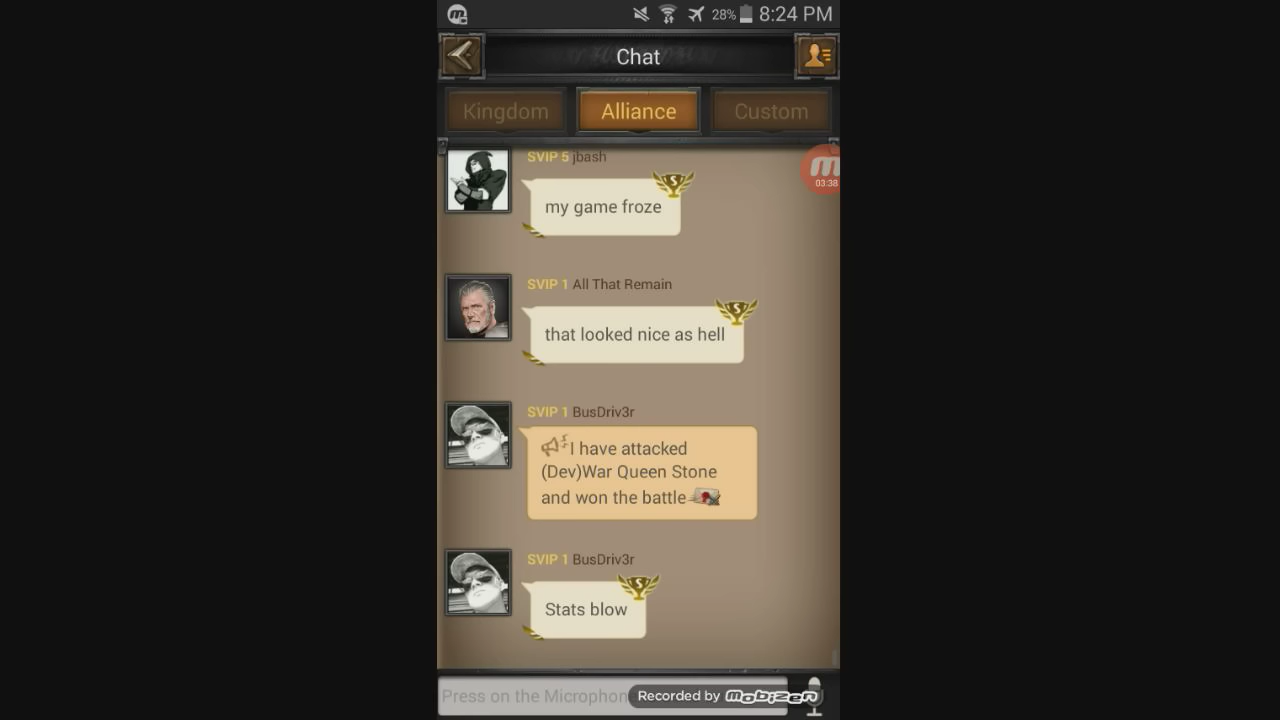 28% 8:24 PM
Chat
Kingdom Alliance Custom
SVIP 5 jbash
03:38
my game froze
SVIP 1 All That Remain
that looked nice as hell
SVIP 1 BusDriv3r
I have attacked
(Dev)War Queen Stone
and won the battle
SVIP 1 BusDriv3r
Stats blow
Press on the Microphon
Recorded by mobizen